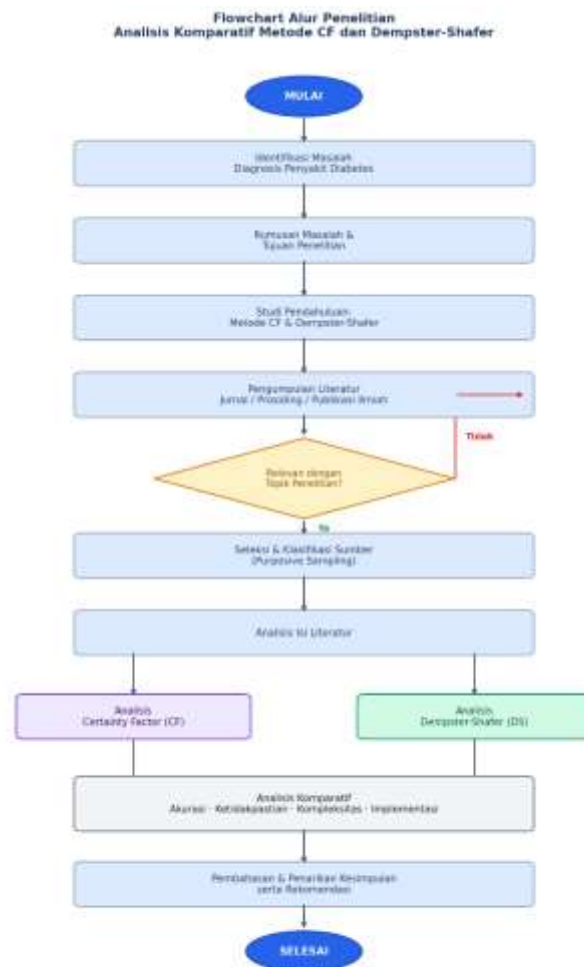 Flowchart Alur Penelitian
Analisis Komparatif Metode CF dan Dempster-Shafer
MULAI
Identifikasi Masalah
Diagnosis Penyakit Diabetes
Rumusan Masalah &
Tujuan Penelitian
Studi Pendahuluan
Metode CF & Dempster-Shafer
Pengumpulan Literatur
Jurnal / Prosiding / Publikasi Ilmiah
Tidak
Relevan dengan
Topik Penelitian?
Ya
Seleksi & Klasifikasi Sumber
(Purposive Sampling)
Analisis Isi Literatur
Analisis
Certainty Factor (CF)
Analisis
Dempster-Shafer (DS)
Analisis Komparatif
Akurasi · Ketidakpastian · Kompleksitas · Implementasi
Pembahasan & Penarikan Kesimpulan
serta Rekomendasi
SELESAI